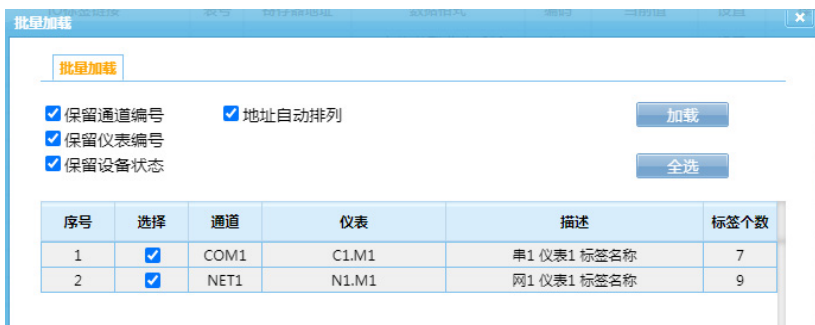 批量加载
批量加载
保留通道编号 地址自动排列 加载
保留仪表编号
保留设备状态 全选
序号 选择 通道 仪表 描述 标签个数
1 COM1 C1.M1 串1 仪表1 标签名称 7
2 NET1 N1.M1 网1 仪表1 标签名称 9